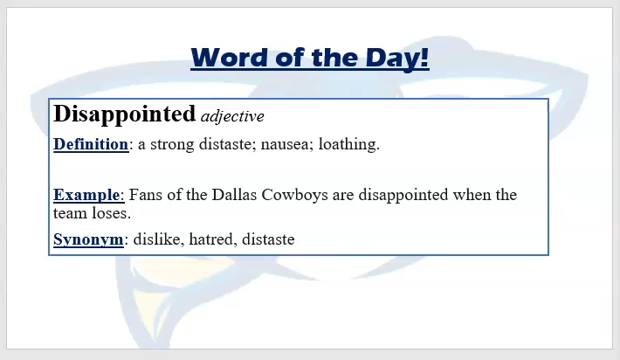 Word of the Day!
Disappointed adjective
Definition: a strong distaste; nausea; loathing.
Example: Fans of the Dallas Cowboys are disappointed when the
team loses.
Synonym: dislike, hatred, distaste